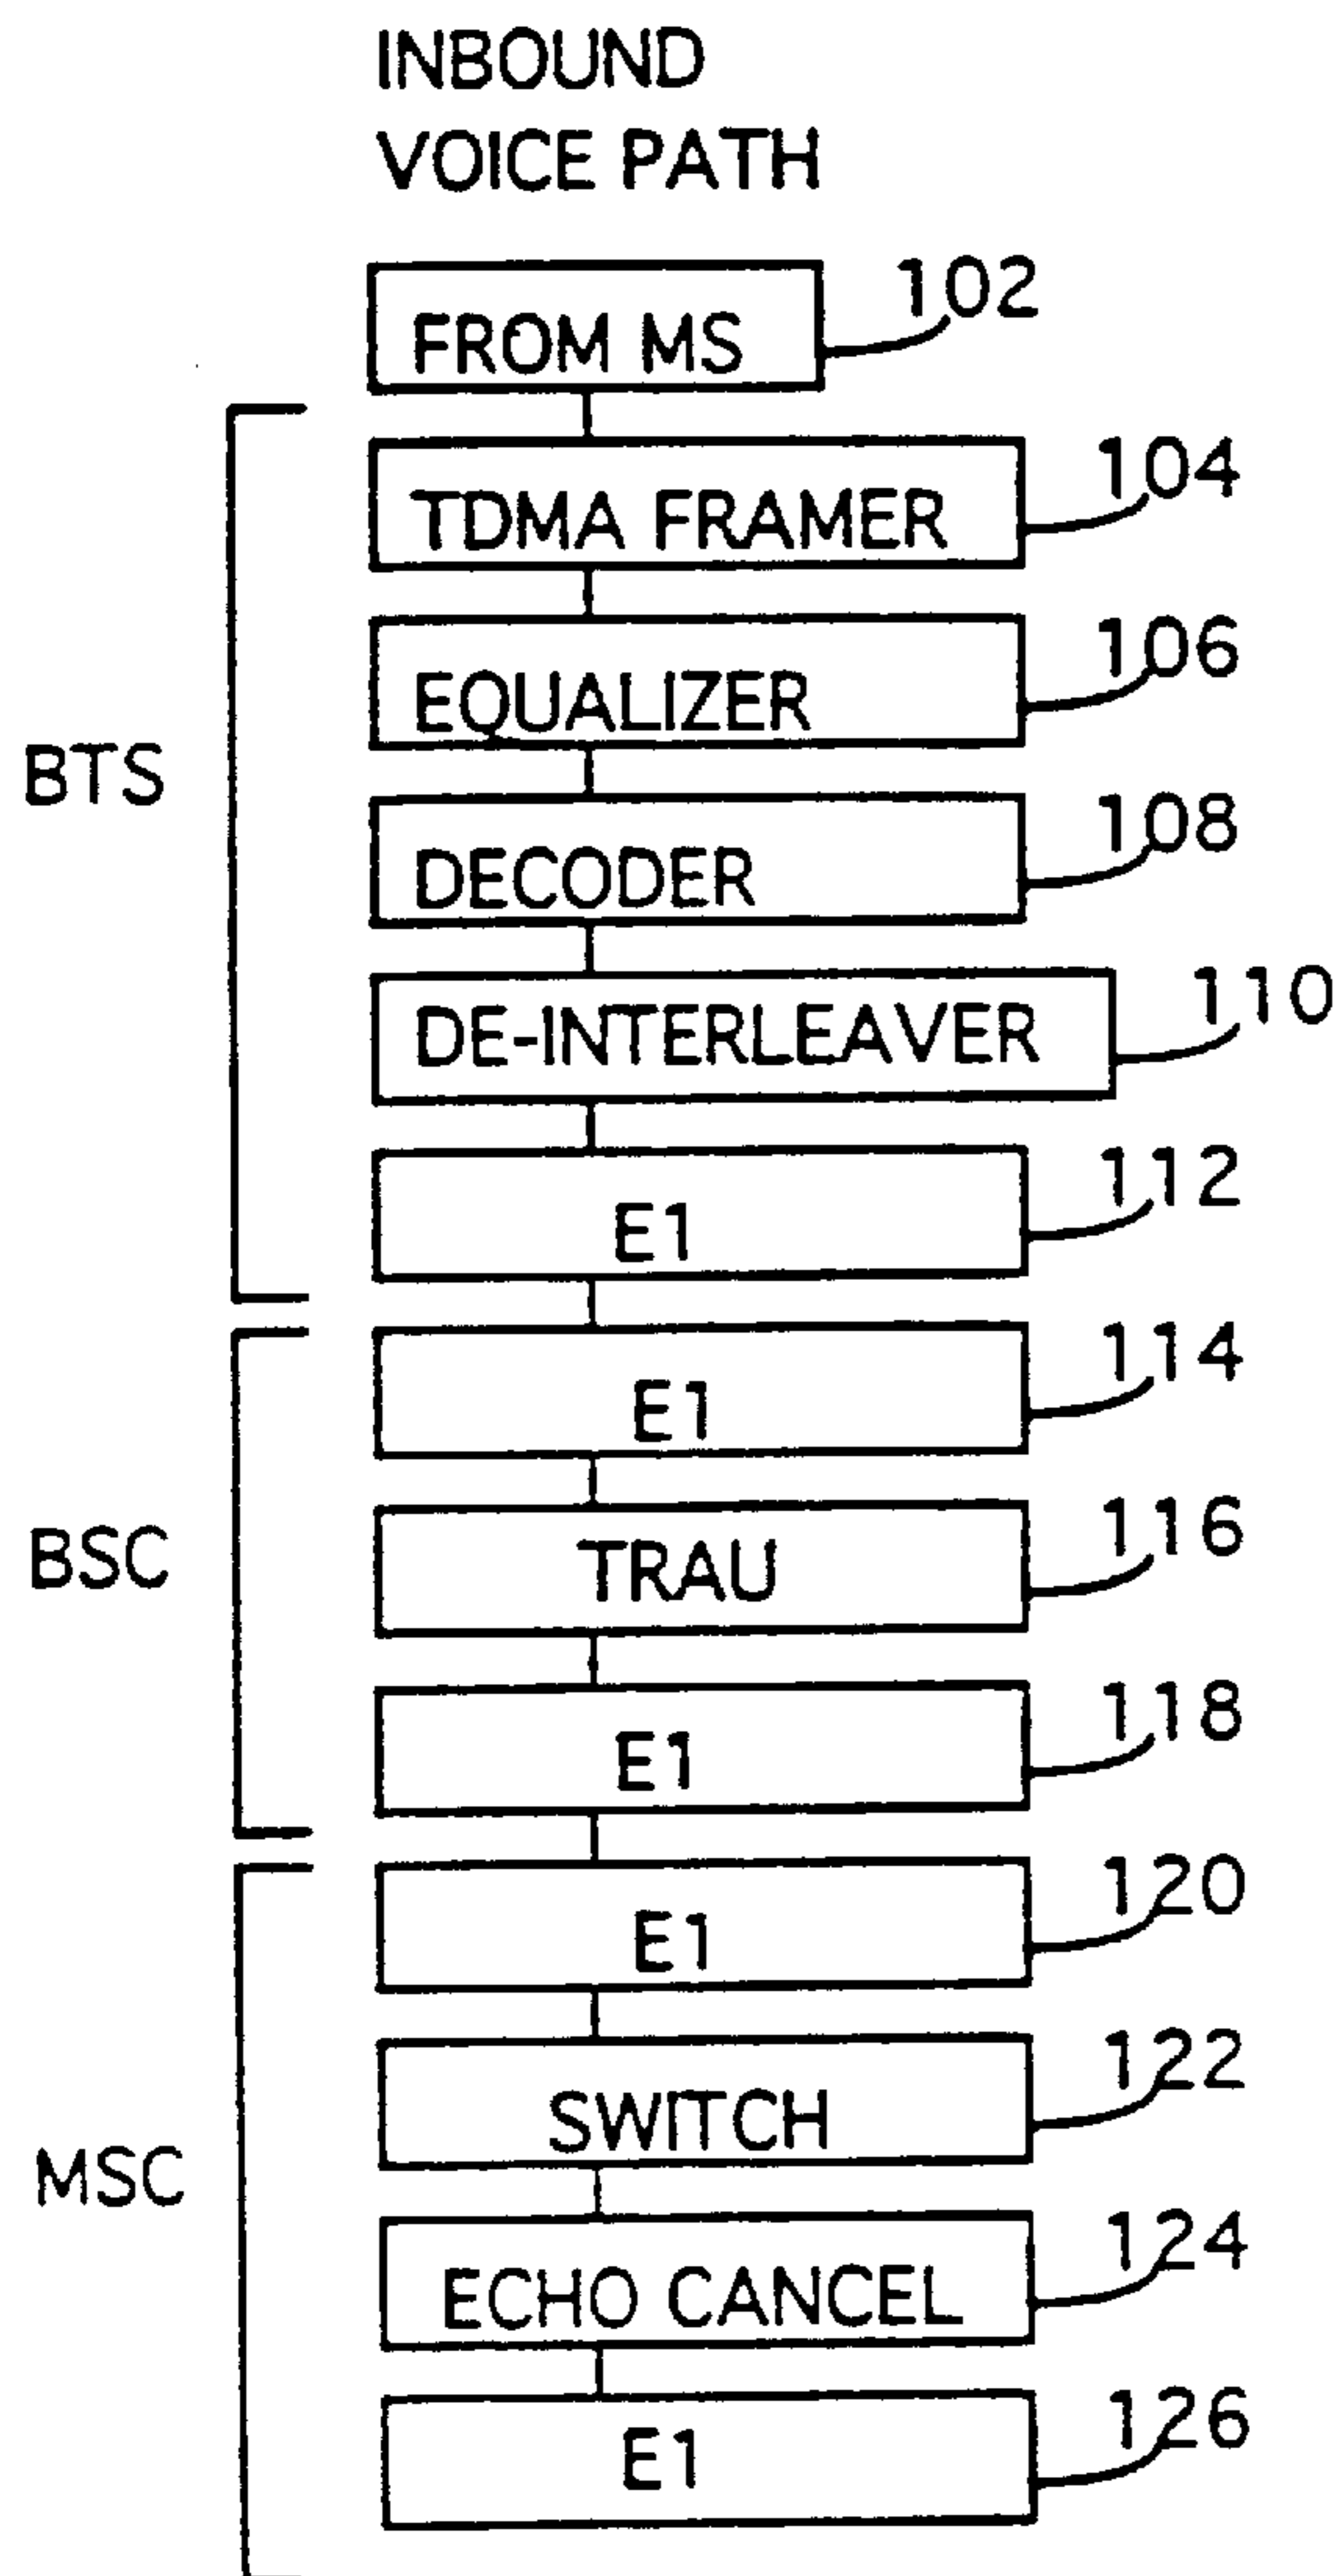 INBOUND
VOICE PATH
FROM MS 102
TDMA FRAMER 104
EQUALIZER 106
BTS
DECODER 108
DE-INTERLEAVER 110
E1 112
E1 114
BSC
TRAU 116
E1 118
E1 120
SWITCH 122
MSC
ECHO CANCEL 124
E1 126